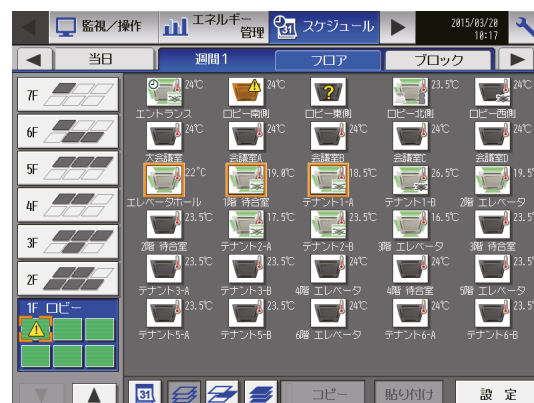 監視/操作 エネルギー管理 スケジュール 2015/03/20 10:17
当日 週間1 フロア ブロック
7F
24℃ 24℃ ? 23.5℃ 24℃
エントランス ロビー南側 ロビー東側 ロビー北側 ロビー西側
6F
24℃ 24℃ 24℃ 24℃ 24℃
大会議室 会議室A 会議室B 会議室C 会議室D
5F
22℃ 19.0℃ 18.5℃ 26.5℃ 19.5
エレベータホール 1階 待合室 テナント1-A テナント1-B 2階 エレベータ
4F
23.5℃ 17.5℃ 23.5℃ 16.5℃ 23.5℃
2階 待合室 テナント2-A テナント2-B 3階 エレベータ 3階 待合室
3F
23.5℃ 23.5℃ 24℃ 24℃ 23.5℃
テナント3-A テナント3-B 4階 エレベータ 4階 待合室 5階 エレベータ
2F
23.5℃ 23.5℃ 24℃ 24℃ 23.5
テナント5-A テナント5-B 6階 エレベータ テナント6-A テナント6-B
1F ロビー
31 コピー 貼り付け 設 定